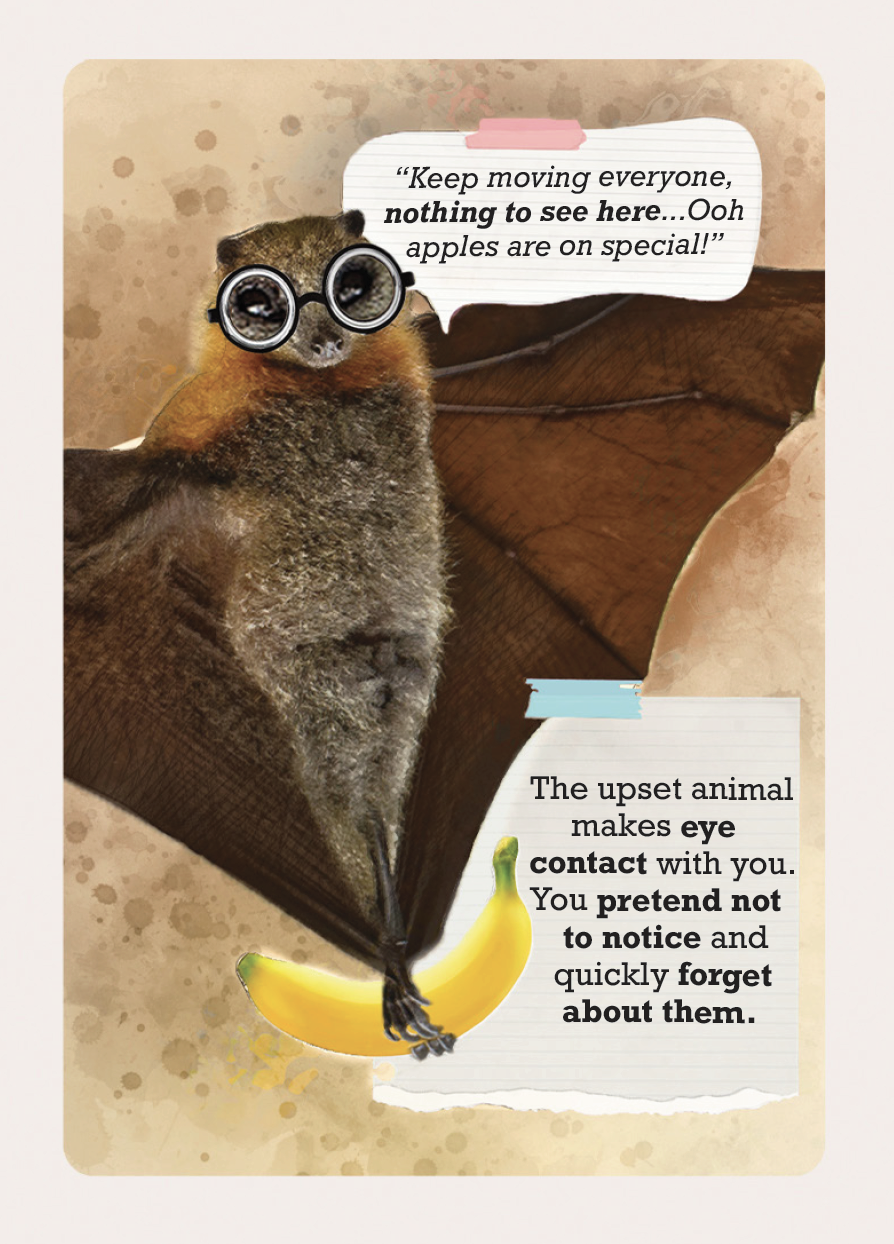 “Keep moving everyone,
nothing to see here...Ooh
apples are on special!”
The upset animal
makes eye
contact with you.
You pretend not
to notice and
quickly forget
about them.